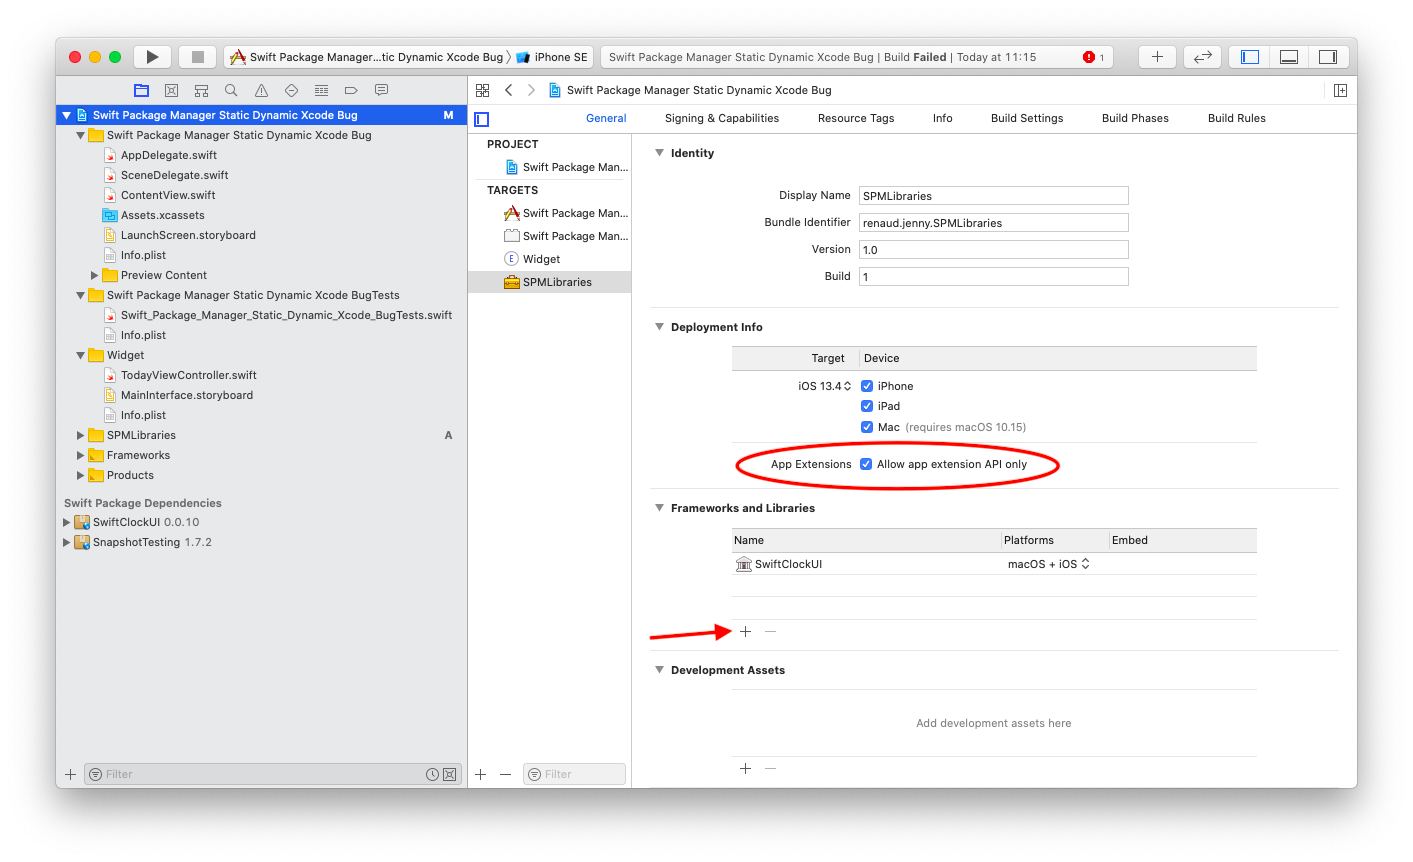 Swift Package Manager...tic Dynamic Xcode Bug 〉 iPhone SE
Swift Package Manager Static Dynamic Xcode Bug | Build Failed | Today at 11:15
1
Swift Package Manager Static Dynamic Xcode Bug M
Swift Package Manager Static Dynamic Xcode Bug
AppDelegate.swift
SceneDelegate.swift
ContentView.swift
Assets.xcassets
LaunchScreen.storyboard
Info.plist
Preview Content
Swift Package Manager Static Dynamic Xcode BugTests
Swift_Package_Manager_Static_Dynamic_Xcode_BugTests.swift
Info.plist
Widget
TodayViewController.swift
MainInterface.storyboard
Info.plist
SPMLibraries A
Frameworks
Products
Swift Package Dependencies
SwiftClockUI 0.0.10
SnapshotTesting 1.7.2
Filter
Swift Package Manager Static Dynamic Xcode Bug
General Signing & Capabilities Resource Tags Info Build Settings Build Phases Build Rules
PROJECT
Swift Package Man...
TARGETS
Swift Package Man...
Swift Package Man...
E Widget
SPMLibraries
Filter
Identity
Display Name SPMLibraries
Bundle Identifier renaud.jenny.SPMLibraries
Version 1.0
Build 1
Deployment Info
Target Device
iOS 13.4 iPhone
iPad
Mac (requires macOS 10.15)
App Extensions Allow app extension API only
Frameworks and Libraries
Name Platforms Embed
SwiftClockUI macOS + iOS
Development Assets
Add development assets here